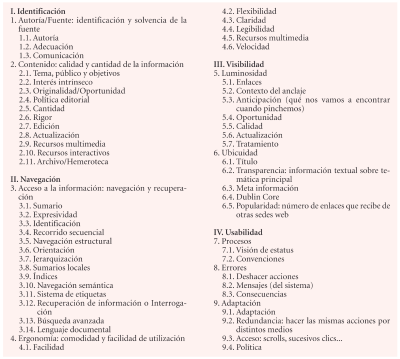 I. Identificación
1. Autoría/Fuente: identificación y solvencia de la
fuente
1.1. Autoría
1.2. Adecuación
1.3. Comunicación
2. Contenido: calidad y cantidad de la información
2.1. Tema, público y objetivos
2.2. Interés intrínseco
2.3. Originalidad/Oportunidad
2.4. Política editorial
2.5. Cantidad
2.6. Rigor
2.7. Edición
2.8. Actualización
2.9. Recursos multimedia
2.10. Recursos interactivos
2.11. Archivo/Hemeroteca
II. Navegación
3. Acceso a la información: navegación y recupera-
ción
3.1. Sumario
3.2. Expresividad
3.3. Identificación
3.4. Recorrido secuencial
3.5. Navegación estructural
3.6. Orientación
3.7. Jerarquización
3.8. Sumarios locales
3.9. Índices
3.10. Navegación semántica
3.11. Sistema de etiquetas
3.12. Recuperación de información o Interroga-
ción
3.13. Búsqueda avanzada
3.14. Lenguaje documental
4. Ergonomía: comodidad y facilidad de utilización
4.1. Facilidad
4.2. Flexibilidad
4.3. Claridad
4.4. Legibilidad
4.5. Recursos multimedia
4.6. Velocidad
III. Visibilidad
5. Luminosidad
5.1. Enlaces
5.2. Contexto del anclaje
5.3. Anticipación (qué nos vamos a encontrar
cuando pinchemos)
5.4. Oportunidad
5.5. Calidad
5.6. Actualización
5.7. Tratamiento
6. Ubicuidad
6.1. Título
6.2. Transparencia: información textual sobre te-
mática principal
6.3. Meta información
6.4. Dublin Core
6.5. Popularidad: número de enlaces que recibe de
otras sedes web
IV. Usabilidad
7. Procesos
7.1. Visión de estatus
7.2. Convenciones
8. Errores
8.1. Deshacer acciones
8.2. Mensajes (del sistema)
8.3. Consecuencias
9. Adaptación
9.1. Adaptación
9.2. Redundancia: hacer las mismas acciones por
distintos medios
9.3. Acceso: scrolls, sucesivos clics...
9.4. Política